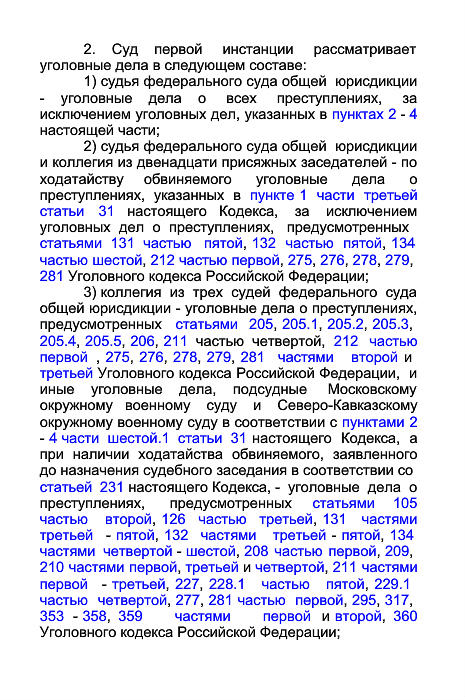 2. Суд первой инстанции рассматривает
уголовные дела в следующем составе:
1) судья федерального суда общей юрисдикции
- уголовные дела о всех преступлениях, за
исключением уголовных дел, указанных в пунктах 2 - 4
настоящей части;
2) судья федерального суда общей юрисдикции
и коллегия из двенадцати присяжных заседателей - по
ходатайству обвиняемого уголовные дела о
преступлениях, указанных в пункте 1 части третьей
статьи 31 настоящего Кодекса, за исключением
уголовных дел о преступлениях, предусмотренных
статьями 131 частью пятой, 132 частью пятой, 134
частью шестой, 212 частью первой, 275, 276, 278, 279,
281 Уголовного кодекса Российской Федерации;
3) коллегия из трех судей федерального суда
общей юрисдикции - уголовные дела о преступлениях,
предусмотренных статьями 205, 205.1, 205.2, 205.3,
205.4, 205.5, 206, 211 частью четвертой, 212 частью
первой , 275, 276, 278, 279, 281 частями второй и
третьей Уголовного кодекса Российской Федерации, и
иные уголовные дела, подсудные Московскому
окружному военному суду и Северо-Кавказскому
окружному военному суду в соответствии с пунктами 2
- 4 части шестой.1 статьи 31 настоящего Кодекса, а
при наличии ходатайства обвиняемого, заявленного
до назначения судебного заседания в соответствии со
статьей 231 настоящего Кодекса, - уголовные дела о
преступлениях, предусмотренных статьями 105
частью второй, 126 частью третьей, 131 частями
третьей - пятой, 132 частями третьей - пятой, 134
частями четвертой - шестой, 208 частью первой, 209,
210 частями первой, третьей и четвертой, 211 частями
первой - третьей, 227, 228.1 частью пятой, 229.1
частью четвертой, 277, 281 частью первой, 295, 317,
353 - 358, 359 частями первой и второй, 360
Уголовного кодекса Российской Федерации;